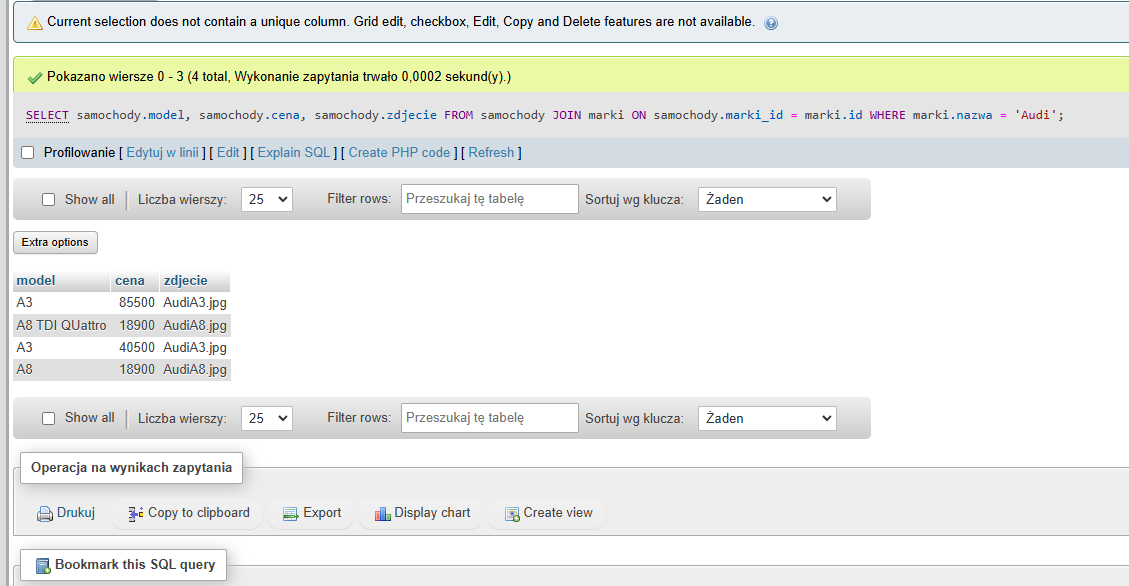 Current selection does not contain a unique column. Grid edit, checkbox, Edit, Copy and Delete features are not available.
Pokazano wiersze 0 - 3 (4 total, Wykonanie zapytania trwało 0,0002 sekund(y).)
SELECT samochody.model, samochody.cena, samochody.zdjecie FROM samochody JOIN marki ON samochody.marki_id = marki.id WHERE marki.nazwa = 'Audi';
Profilowanie [ Edytuj w linii ] [ Edit ] [ Explain SQL ] [ Create PHP code ] [ Refresh ]
Show all Liczba wierszy: 25 Filter rows: Przeszukaj tę tabelę Sortuj wg klucza: Żaden
Extra options
model cena zdjecie
A3 85500 AudiA3.jpg
A8 TDI QUattro 18900 AudiA8.jpg
A3 40500 AudiA3.jpg
A8 18900 AudiA8.jpg
Show all Liczba wierszy: 25 Filter rows: Przeszukaj tę tabelę Sortuj wg klucza: Żaden
Operacja na wynikach zapytania
Drukuj Copy to clipboard Export Display chart Create view
Bookmark this SQL query